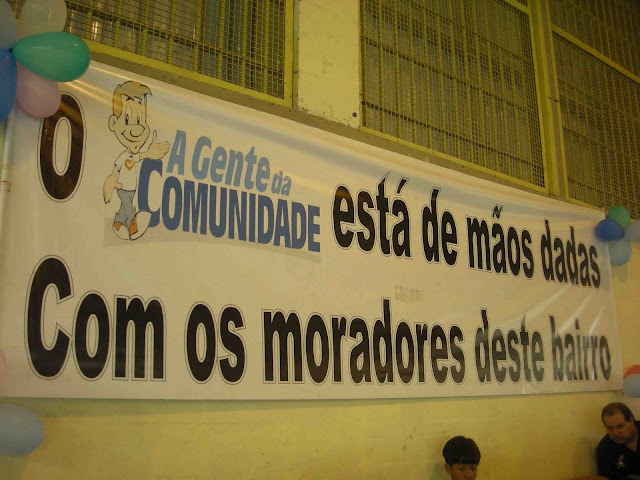 O A Gente da COMUNIDADE está de mãos dadas
Com os moradores deste bairro